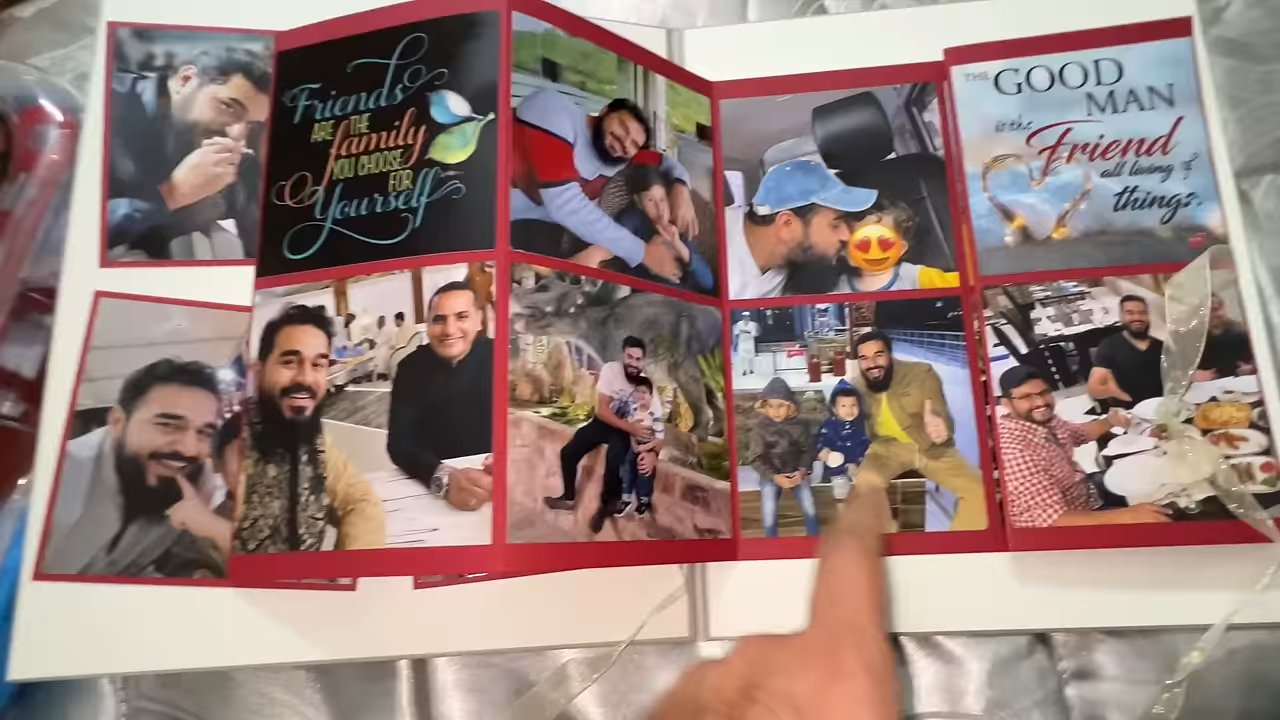 Friends
ARE THE
family
YOU CHOOSE
FOR
Yourself
THE GOOD
MAN
is the
Friend
all living
things.